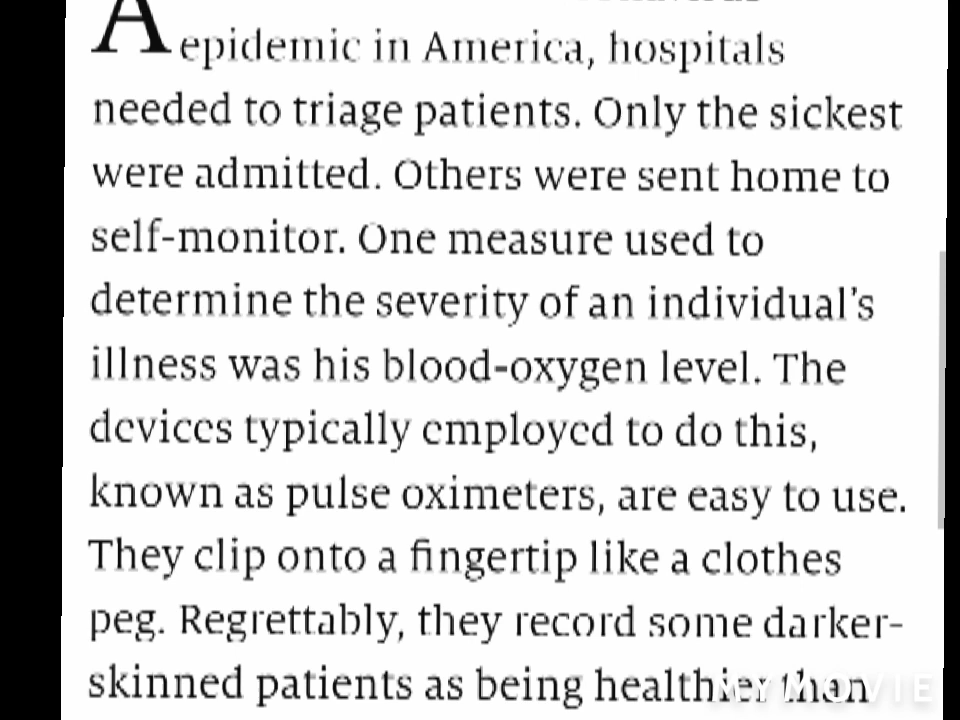 A
epidemic in America, hospitals
needed to triage patients. Only the sickest
were admitted. Others were sent home to
self-monitor. One measure used to
determine the severity of an individual's
illness was his blood-oxygen level. The
devices typically employed to do this,
known as pulse oximeters, are easy to use.
They clip onto a fingertip like a clothes
peg. Regrettably, they record some darker-
skinned patients as being healthier than
MYMOVIE